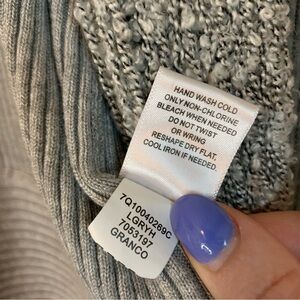 HAND WASH COLD
ONLY NON-CHLORINE
BLEACH WHEN NEEDED
DO NOT TWIST
OR WRING
RESHAPE DRY FLAT.
COOL IRON IF NEEDED.
7Q10040269C
LGRYH
7053197
GRANCO